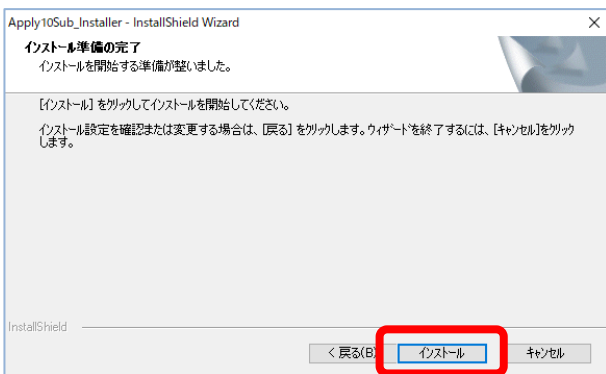 Apply10Sub_Installer - InstallShield Wizard
インストール準備の完了
インストールを開始する準備が整いました。
[インストール] をクリックしてインストールを開始してください。
インストール設定を確認または変更する場合は、[戻る] をクリックします。ウィザードを終了するには、[キャンセル]をクリック
します。
InstallShield
< 戻る(B) インストール キャンセル